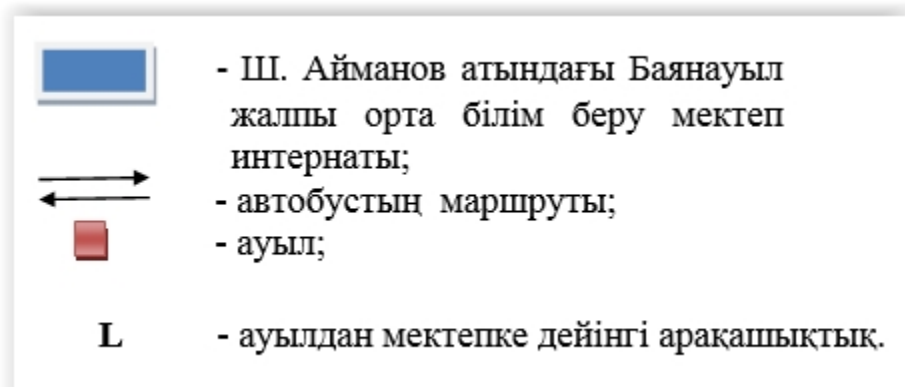 - Ш. Айманов атындағы Баянауыл
жалпы орта білім беру мектеп
интернаты;
- автобустың маршруты;
- ауыл;
L - ауылдан мектепке дейінгі арақашықтық.